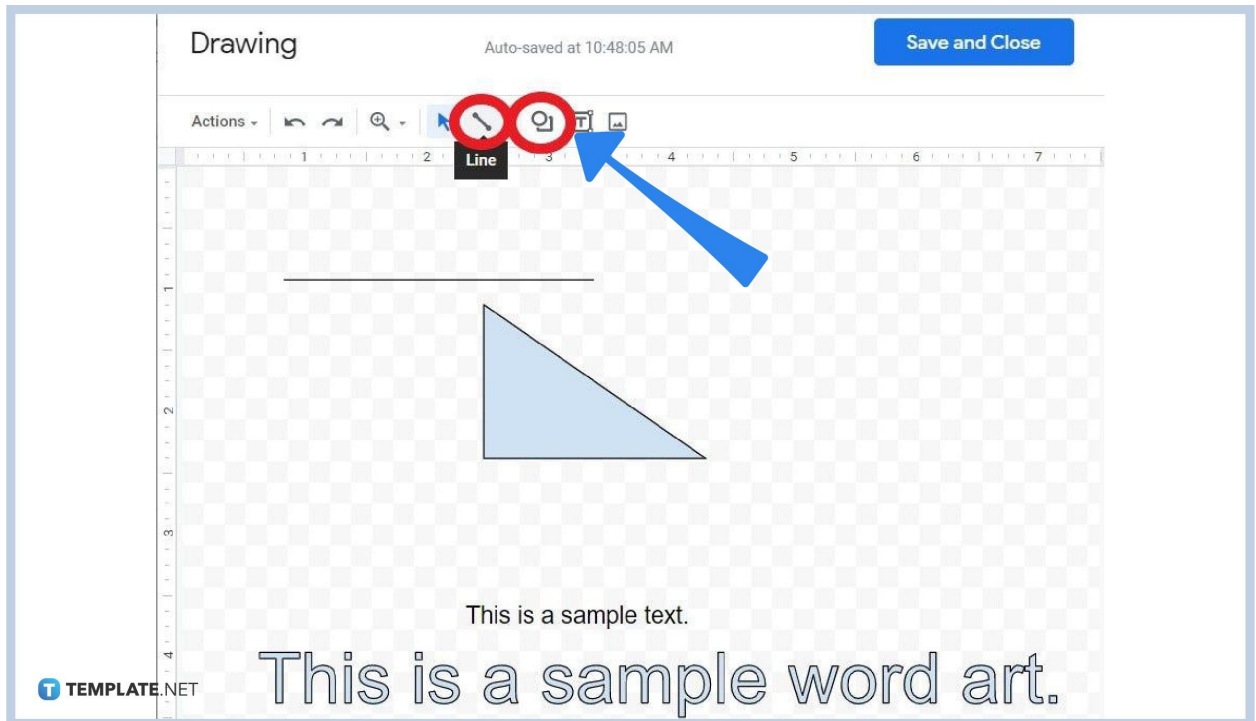 Drawing
Auto-saved at 10:48:05 AM
Save and Close
Actions
Line
1 2 3 4 5 6 7
1
2
3
4
This is a sample text.
This is a sample word art.
T TEMPLATE.NET